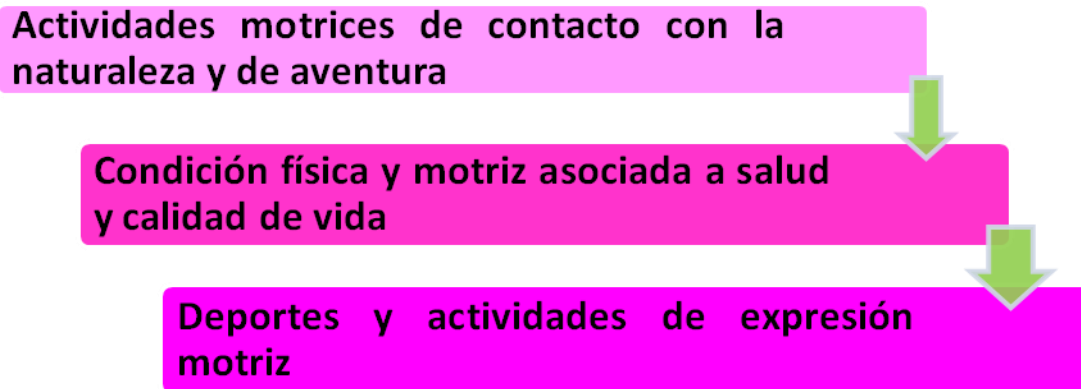 Actividades motrices de contacto con la
naturaleza y de aventura
Condición física y motriz asociada a salud
y calidad de vida
Deportes y actividades de expresión
motriz